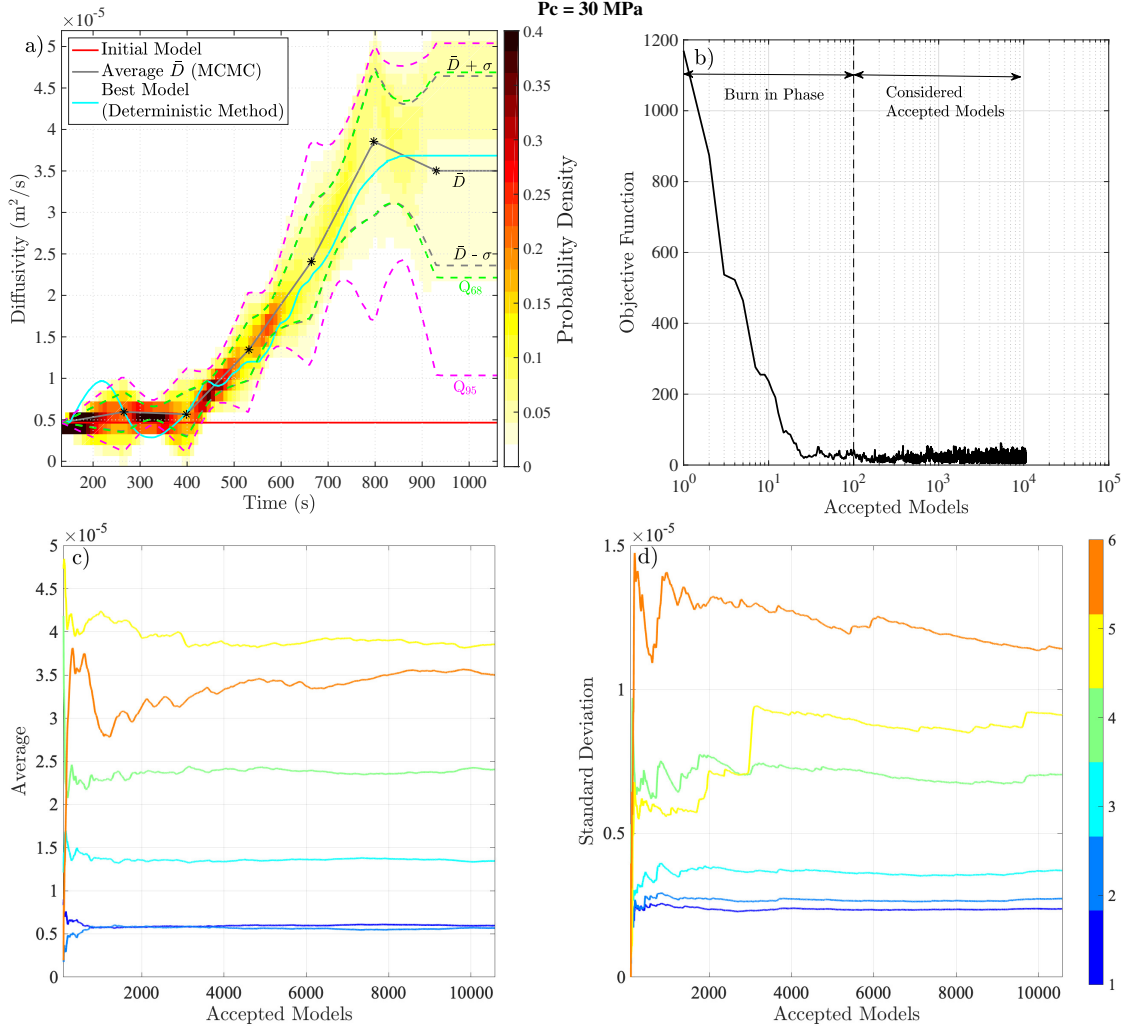 Pc = 30 MPa
×10⁻⁵
a)
Initial Model
Average D̄ (MCMC)
Best Model
(Deterministic Method)
D̄ + σ
D̄
D̄ - σ
Q₆₈
Q₉₅
5
4.5
4
3.5
3
2.5
2
1.5
1
0.5
0
Diffusivity (m²/s)
200 300 400 500 600 700 800 900 1000
Time (s)
0.4
0.35
0.3
0.25
0.2
0.15
0.1
0.05
0
Probability Density
b)
Burn in Phase
Considered
Accepted Models
1200
1000
800
600
400
200
0
Objective Function
10⁰ 10¹ 10² 10³ 10⁴ 10⁵
Accepted Models
×10⁻⁵
c)
5
4.5
4
3.5
3
2.5
2
1.5
1
0.5
0
Average
2000 4000 6000 8000 10000
Accepted Models
×10⁻⁵
d)
1.5
1
0.5
0
Standard Deviation
2000 4000 6000 8000 10000
Accepted Models
6
5
4
3
2
1